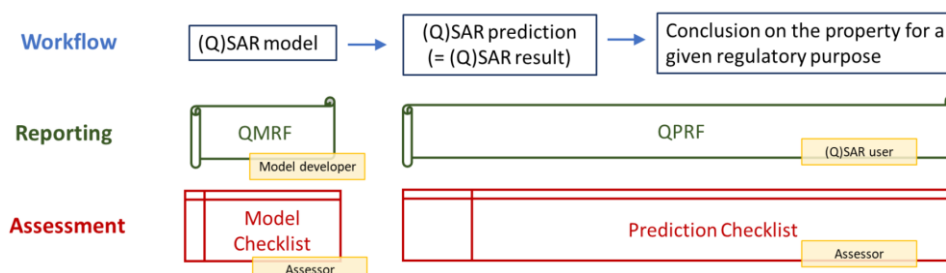 Workflow
(Q)SAR model
(Q)SAR prediction
(= (Q)SAR result)
Conclusion on the property for a
given regulatory purpose
Reporting
QMRF
Model developer
QPRF
(Q)SAR user
Assessment
Model
Checklist
Assessor
Prediction Checklist
Assessor